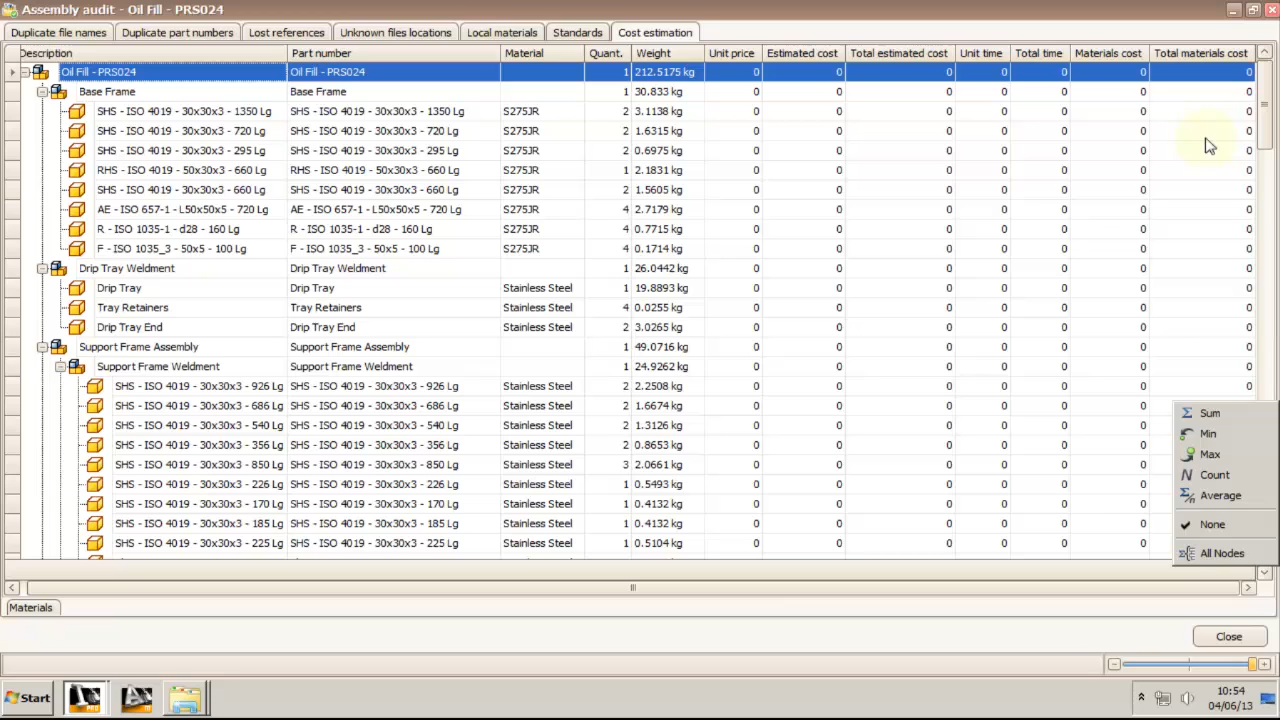 Assembly audit - Oil Fill - PRS024
Duplicate file names Duplicate part numbers Lost references Unknown files locations Local materials Standards Cost estimation
Description Part number Material Quant. Weight Unit price Estimated cost Total estimated cost Unit time Total time Materials cost Total materials cost
Oil Fill - PRS024 Oil Fill - PRS024 1 212.5175 kg 0 0 0 0 0 0 0
Base Frame Base Frame 1 30.833 kg 0 0 0 0 0 0 0
SHS - ISO 4019 - 30x30x3 - 1350 Lg SHS - ISO 4019 - 30x30x3 - 1350 Lg S275JR 2 3.1138 kg 0 0 0 0 0 0 0
SHS - ISO 4019 - 30x30x3 - 720 Lg SHS - ISO 4019 - 30x30x3 - 720 Lg S275JR 2 1.6315 kg 0 0 0 0 0 0 0
SHS - ISO 4019 - 30x30x3 - 295 Lg SHS - ISO 4019 - 30x30x3 - 295 Lg S275JR 2 0.6975 kg 0 0 0 0 0 0 0
RHS - ISO 4019 - 50x30x3 - 660 Lg RHS - ISO 4019 - 50x30x3 - 660 Lg S275JR 1 2.1831 kg 0 0 0 0 0 0 0
SHS - ISO 4019 - 30x30x3 - 660 Lg SHS - ISO 4019 - 30x30x3 - 660 Lg S275JR 2 1.5605 kg 0 0 0 0 0 0 0
AE - ISO 657-1 - L50x50x5 - 720 Lg AE - ISO 657-1 - L50x50x5 - 720 Lg S275JR 4 2.7179 kg 0 0 0 0 0 0 0
R - ISO 1035-1 - d28 - 160 Lg R - ISO 1035-1 - d28 - 160 Lg S275JR 4 0.7715 kg 0 0 0 0 0 0 0
F - ISO 1035_3 - 50x5 - 100 Lg F - ISO 1035_3 - 50x5 - 100 Lg S275JR 4 0.1714 kg 0 0 0 0 0 0 0
Drip Tray Weldment Drip Tray Weldment 1 26.0442 kg 0 0 0 0 0 0 0
Drip Tray Drip Tray Stainless Steel 1 19.8893 kg 0 0 0 0 0 0 0
Tray Retainers Tray Retainers Stainless Steel 4 0.0255 kg 0 0 0 0 0 0 0
Drip Tray End Drip Tray End Stainless Steel 2 3.0265 kg 0 0 0 0 0 0 0
Support Frame Assembly Support Frame Assembly 1 49.0716 kg 0 0 0 0 0 0 0
Support Frame Weldment Support Frame Weldment 1 24.9262 kg 0 0 0 0 0 0 0
SHS - ISO 4019 - 30x30x3 - 926 Lg SHS - ISO 4019 - 30x30x3 - 926 Lg Stainless Steel 2 2.2508 kg 0 0 0 0 0 0 0
SHS - ISO 4019 - 30x30x3 - 686 Lg SHS - ISO 4019 - 30x30x3 - 686 Lg Stainless Steel 2 1.6674 kg 0 0 0 0 0 0
SHS - ISO 4019 - 30x30x3 - 540 Lg SHS - ISO 4019 - 30x30x3 - 540 Lg Stainless Steel 2 1.3126 kg 0 0 0 0 0 0
SHS - ISO 4019 - 30x30x3 - 356 Lg SHS - ISO 4019 - 30x30x3 - 356 Lg Stainless Steel 2 0.8653 kg 0 0 0 0 0 0
SHS - ISO 4019 - 30x30x3 - 850 Lg SHS - ISO 4019 - 30x30x3 - 850 Lg Stainless Steel 3 2.0661 kg 0 0 0 0 0 0
SHS - ISO 4019 - 30x30x3 - 226 Lg SHS - ISO 4019 - 30x30x3 - 226 Lg Stainless Steel 1 0.5493 kg 0 0 0 0 0 0
SHS - ISO 4019 - 30x30x3 - 170 Lg SHS - ISO 4019 - 30x30x3 - 170 Lg Stainless Steel 1 0.4132 kg 0 0 0 0 0 0
SHS - ISO 4019 - 30x30x3 - 185 Lg SHS - ISO 4019 - 30x30x3 - 185 Lg Stainless Steel 1 0.4132 kg 0 0 0 0 0 0
SHS - ISO 4019 - 30x30x3 - 225 Lg SHS - ISO 4019 - 30x30x3 - 225 Lg Stainless Steel 1 0.5104 kg 0 0 0 0 0 0
Sum
Min
Max
Count
Average
None
All Nodes
Materials
Close
Start
10:54
04/06/13